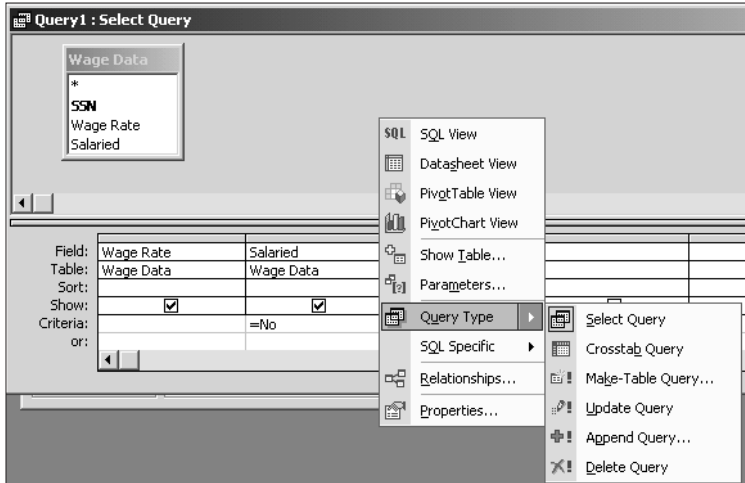 Query1 : Select Query
Wage Data
*
SSN
Wage Rate
Salaried
SQL SQL View
Datasheet View
PivotTable View
PivotChart View
Show Table...
[?] Parameters...
Query Type
SQL Specific
Relationships...
Properties...
Field: Wage Rate Salaried
Table: Wage Data Wage Data
Sort:
Show:
Criteria: =No
or:
Select Query
Crosstab Query
! Make-Table Query...
! Update Query
! Append Query...
! Delete Query